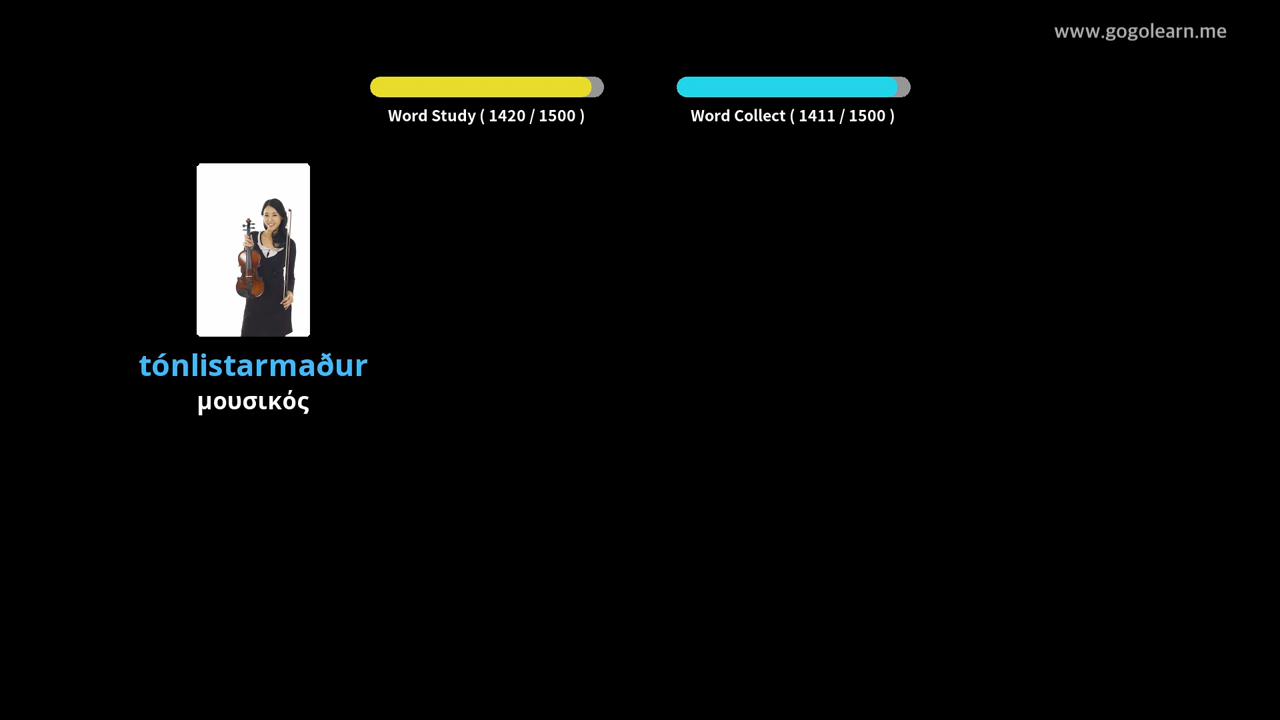 www.gogolearn.me
Word Study ( 1420 / 1500 )
Word Collect ( 1411 / 1500 )
tónlistarmaður
μουσικός